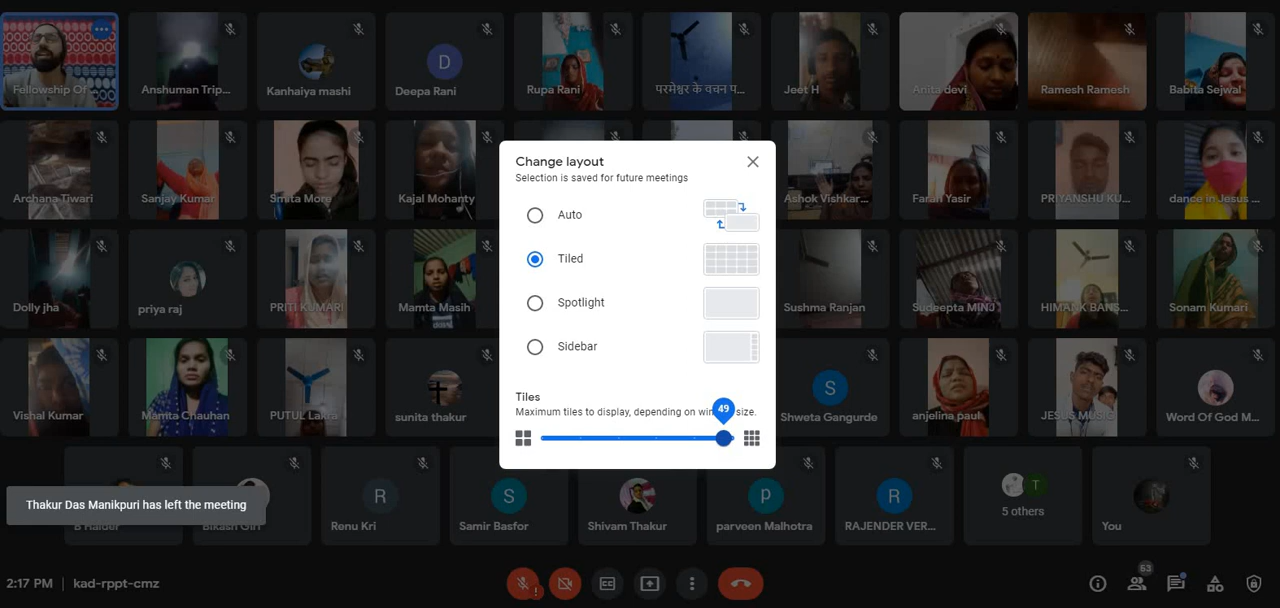 Fellowship Of ...
Anshuman Trip...
Kanhaiya mashi
D
Deepa Rani
Rupa Rani
परमेश्वर के वचन प...
Jeet H
Anita devi
Ramesh Ramesh
Babita Sejwal
Archana Tiwari
Sanjay Kumar
Smita More
Kajal Mohanty
Ashok Vishkar...
Farah Yasir
PRIYANSHU KU...
dance in Jesus ...
Dolly jha
priya raj
PRITI KUMARI
Mamta Masih
Sushma Ranjan
Sudeepta MINJ
HIMANK BANS...
Sonam Kumari
Vishal Kumar
Mamta Chauhan
PUTUL Lakra
sunita thakur
S
Shweta Gangurde
anjelina paul
JESUS MUSIC
Word Of God M...
Change layout
Selection is saved for future meetings
Auto
Tiled
Spotlight
Sidebar
Tiles
Maximum tiles to display, depending on win size.
49
Thakur Das Manikpuri has left the meeting
B Halder
Bikash Giri
R
Renu Kri
S
Samir Basfor
Shivam Thakur
p
parveen Malhotra
R
RAJENDER VER...
T
5 others
You
2:17 PM | kad-rppt-cmz
63